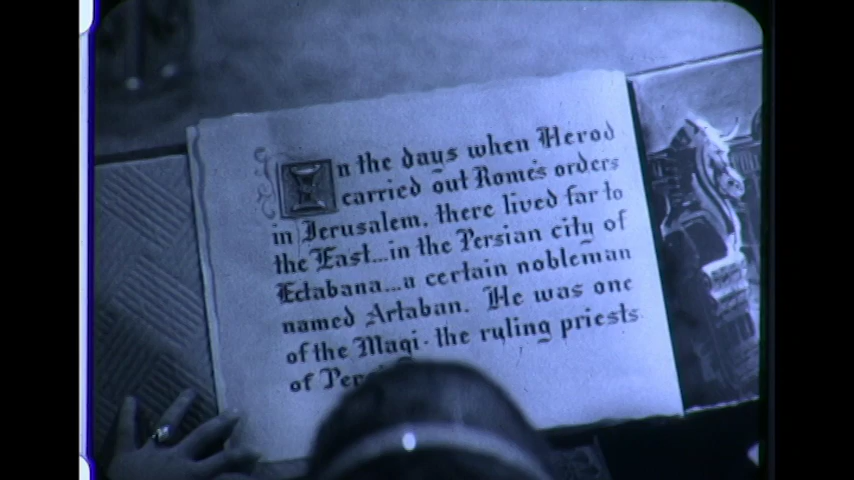 In the days when Herod
carried out Rome's orders
in Jerusalem, there lived far to
the East...in the Persian city of
Ectabana...a certain nobleman
named Artaban. He was one
of the Magi - the ruling priests
of